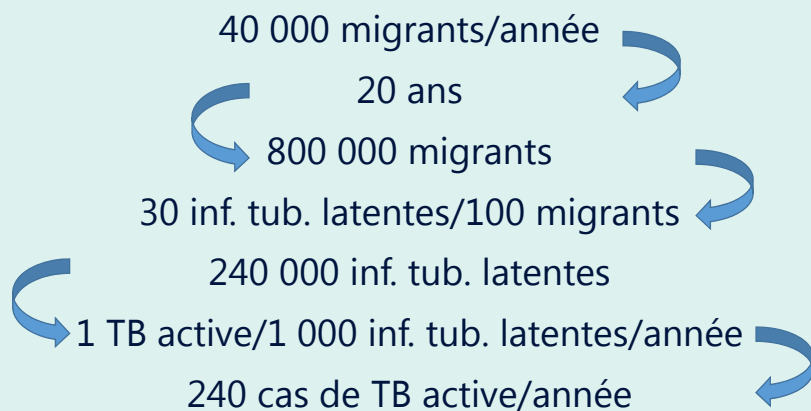 40 000 migrants/année
20 ans
800 000 migrants
30 inf. tub. latentes/100 migrants
240 000 inf. tub. latentes
1 TB active/1 000 inf. tub. latentes/année
240 cas de TB active/année